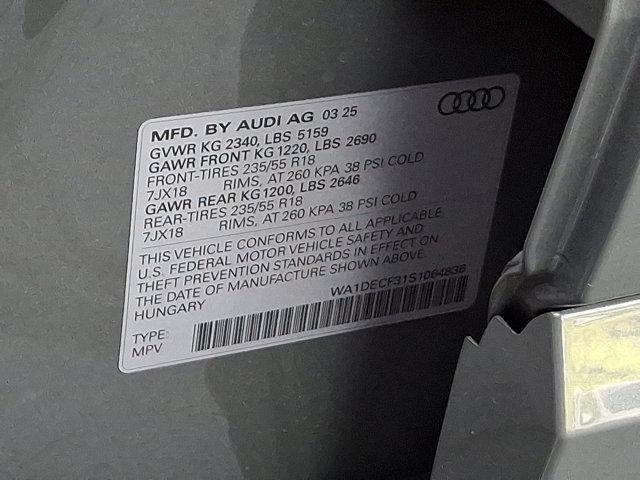 MFD. BY AUDI AG 03 25
GVWR KG 2340, LBS 5159
GAWR FRONT KG 1220, LBS 2690
FRONT-TIRES 235/55 R18
7JX18 RIMS, AT 260 KPA 38 PSI COLD
GAWR REAR KG1200, LBS 2646
REAR-TIRES 235/55 R18
7JX18 RIMS, AT 260 KPA 38 PSI COLD
THIS VEHICLE CONFORMS TO ALL APPLICABLE
U.S. FEDERAL MOTOR VEHICLE SAFETY AND
THEFT PREVENTION STANDARDS IN EFFECT ON
THE DATE OF MANUFACTURE SHOWN ABOVE.
HUNGARY
WA1DECF31S1064836
TYPE:
MPV